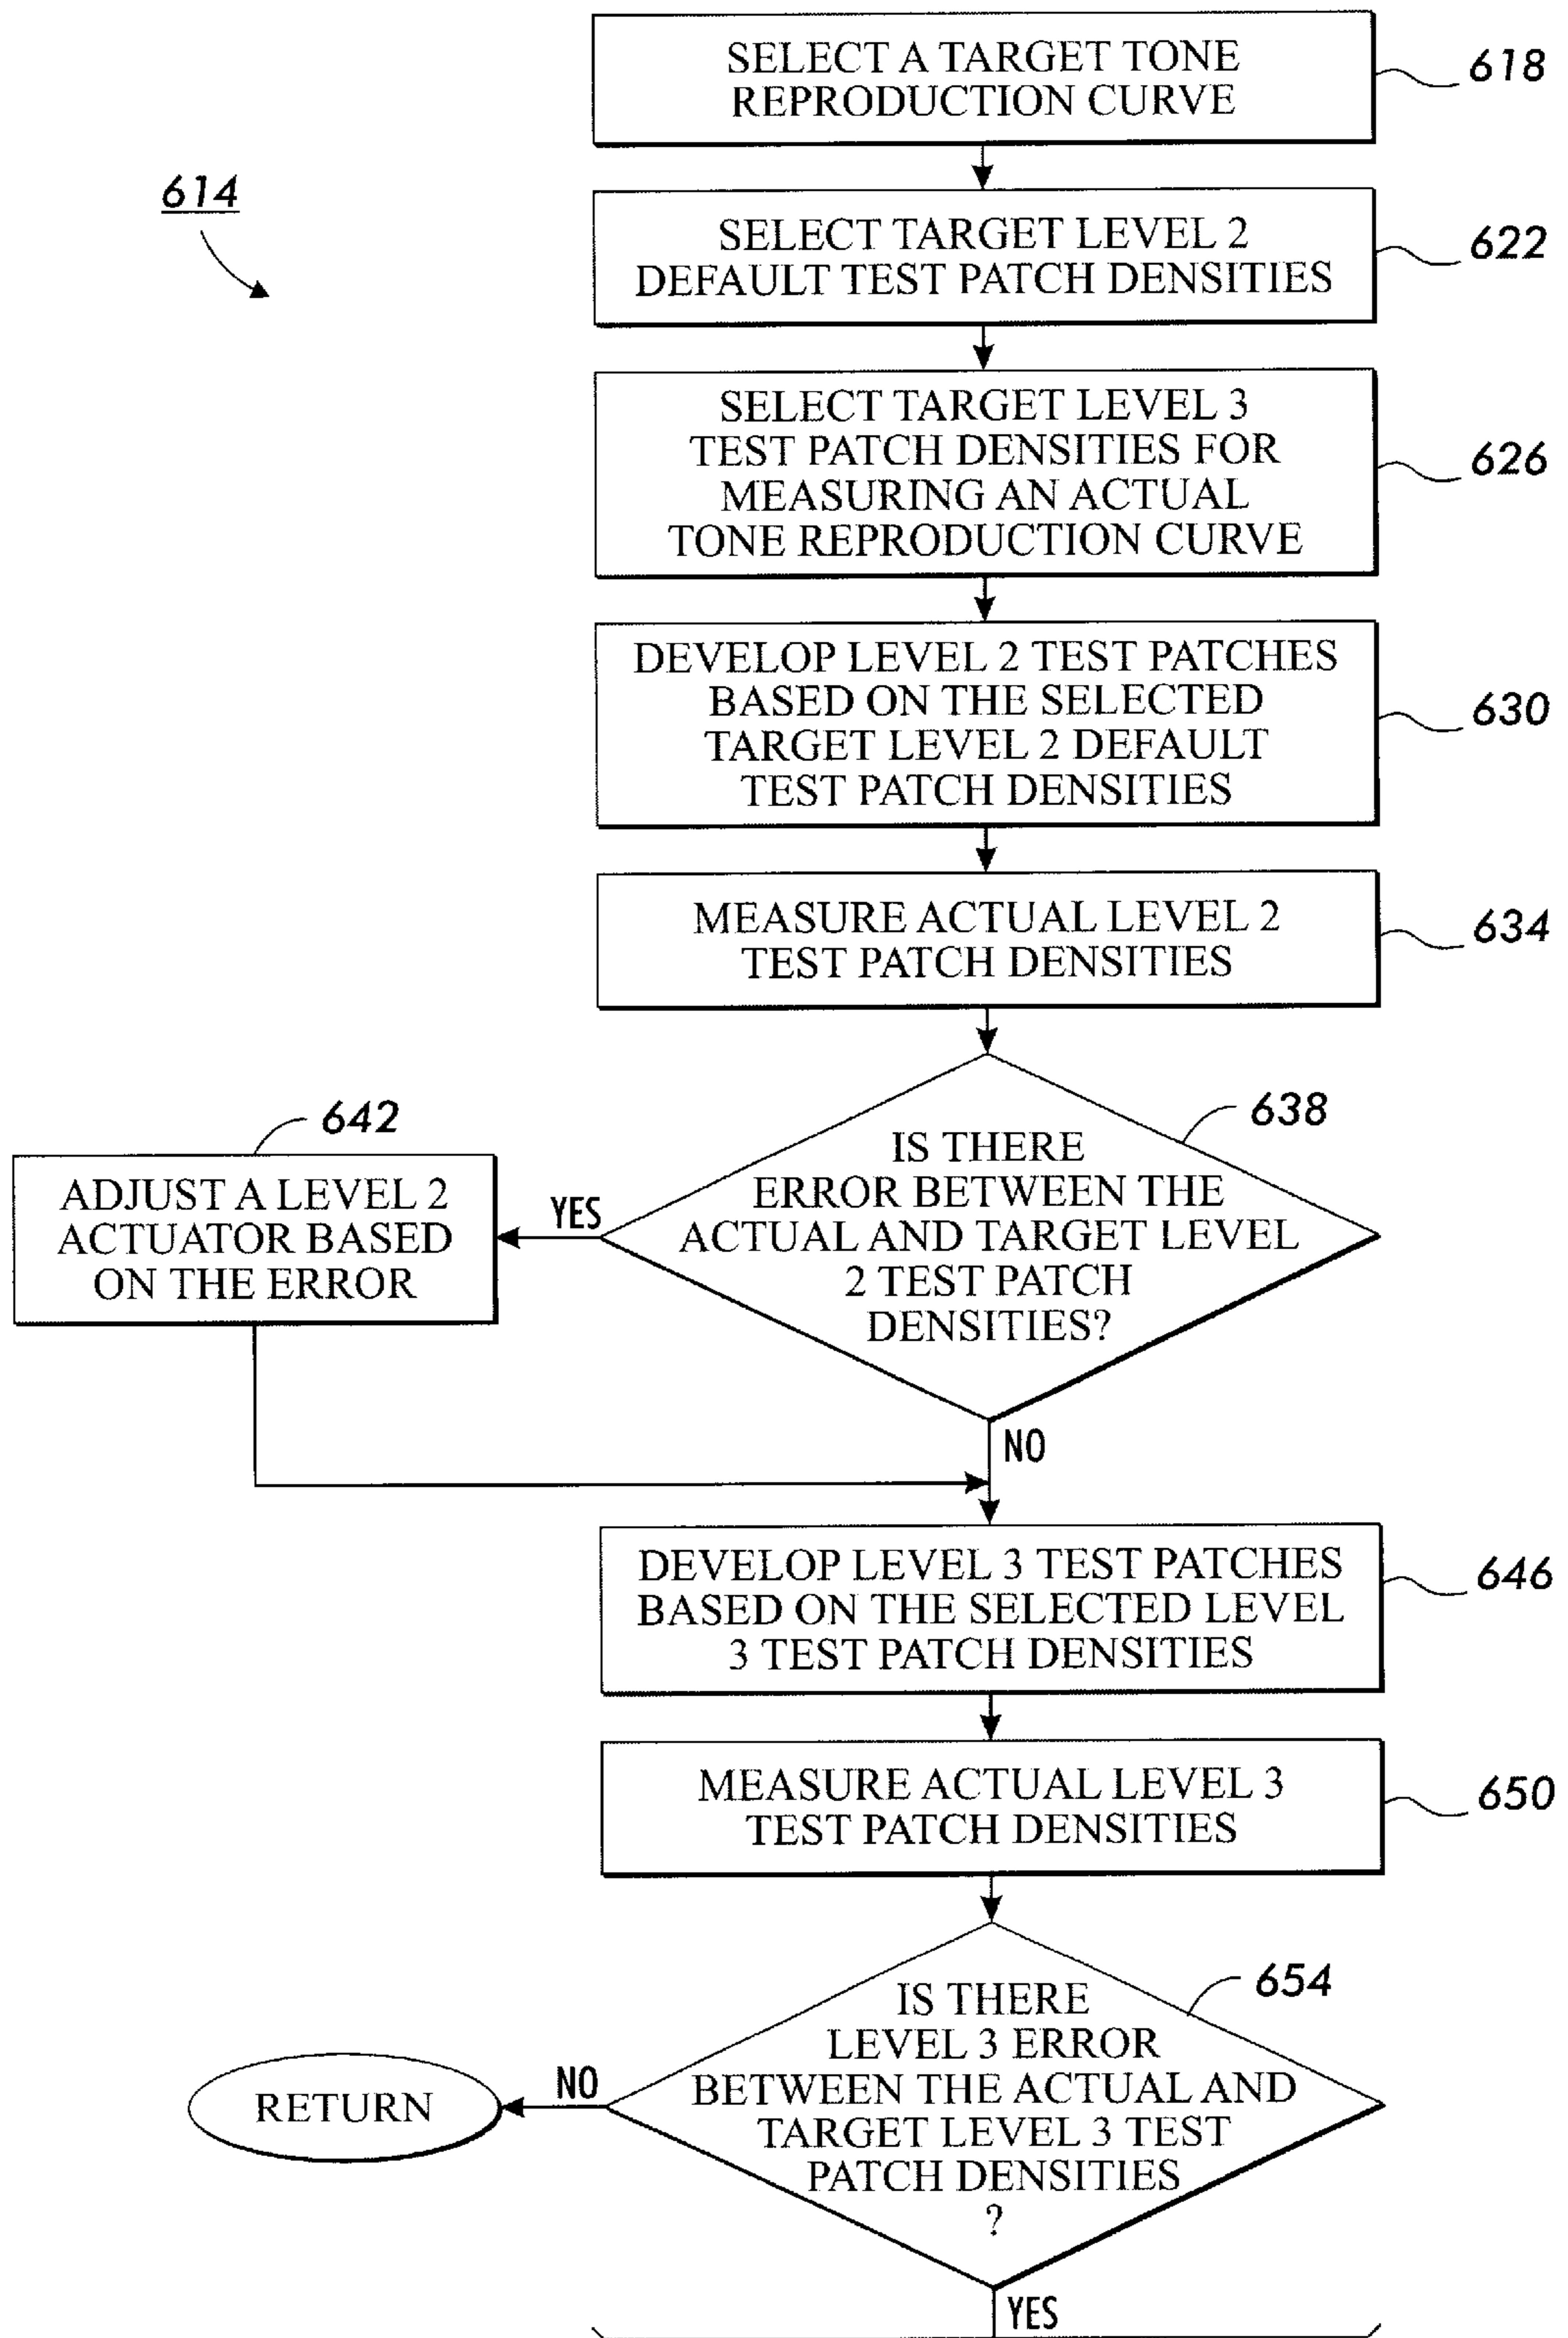 SELECT A TARGET TONE
REPRODUCTION CURVE
618
614
SELECT TARGET LEVEL 2
DEFAULT TEST PATCH DENSITIES
622
SELECT TARGET LEVEL 3
TEST PATCH DENSITIES FOR
MEASURING AN ACTUAL
TONE REPRODUCTION CURVE
626
DEVELOP LEVEL 2 TEST PATCHES
BASED ON THE SELECTED
TARGET LEVEL 2 DEFAULT
TEST PATCH DENSITIES
630
MEASURE ACTUAL LEVEL 2
TEST PATCH DENSITIES
634
IS THERE
ERROR BETWEEN THE
ACTUAL AND TARGET LEVEL
2 TEST PATCH
DENSITIES?
638
YES
642
ADJUST A LEVEL 2
ACTUATOR BASED
ON THE ERROR
NO
DEVELOP LEVEL 3 TEST PATCHES
BASED ON THE SELECTED LEVEL
3 TEST PATCH DENSITIES
646
MEASURE ACTUAL LEVEL 3
TEST PATCH DENSITIES
650
IS THERE
LEVEL 3 ERROR
BETWEEN THE ACTUAL AND
TARGET LEVEL 3 TEST
PATCH DENSITIES
?
654
NO
RETURN
YES